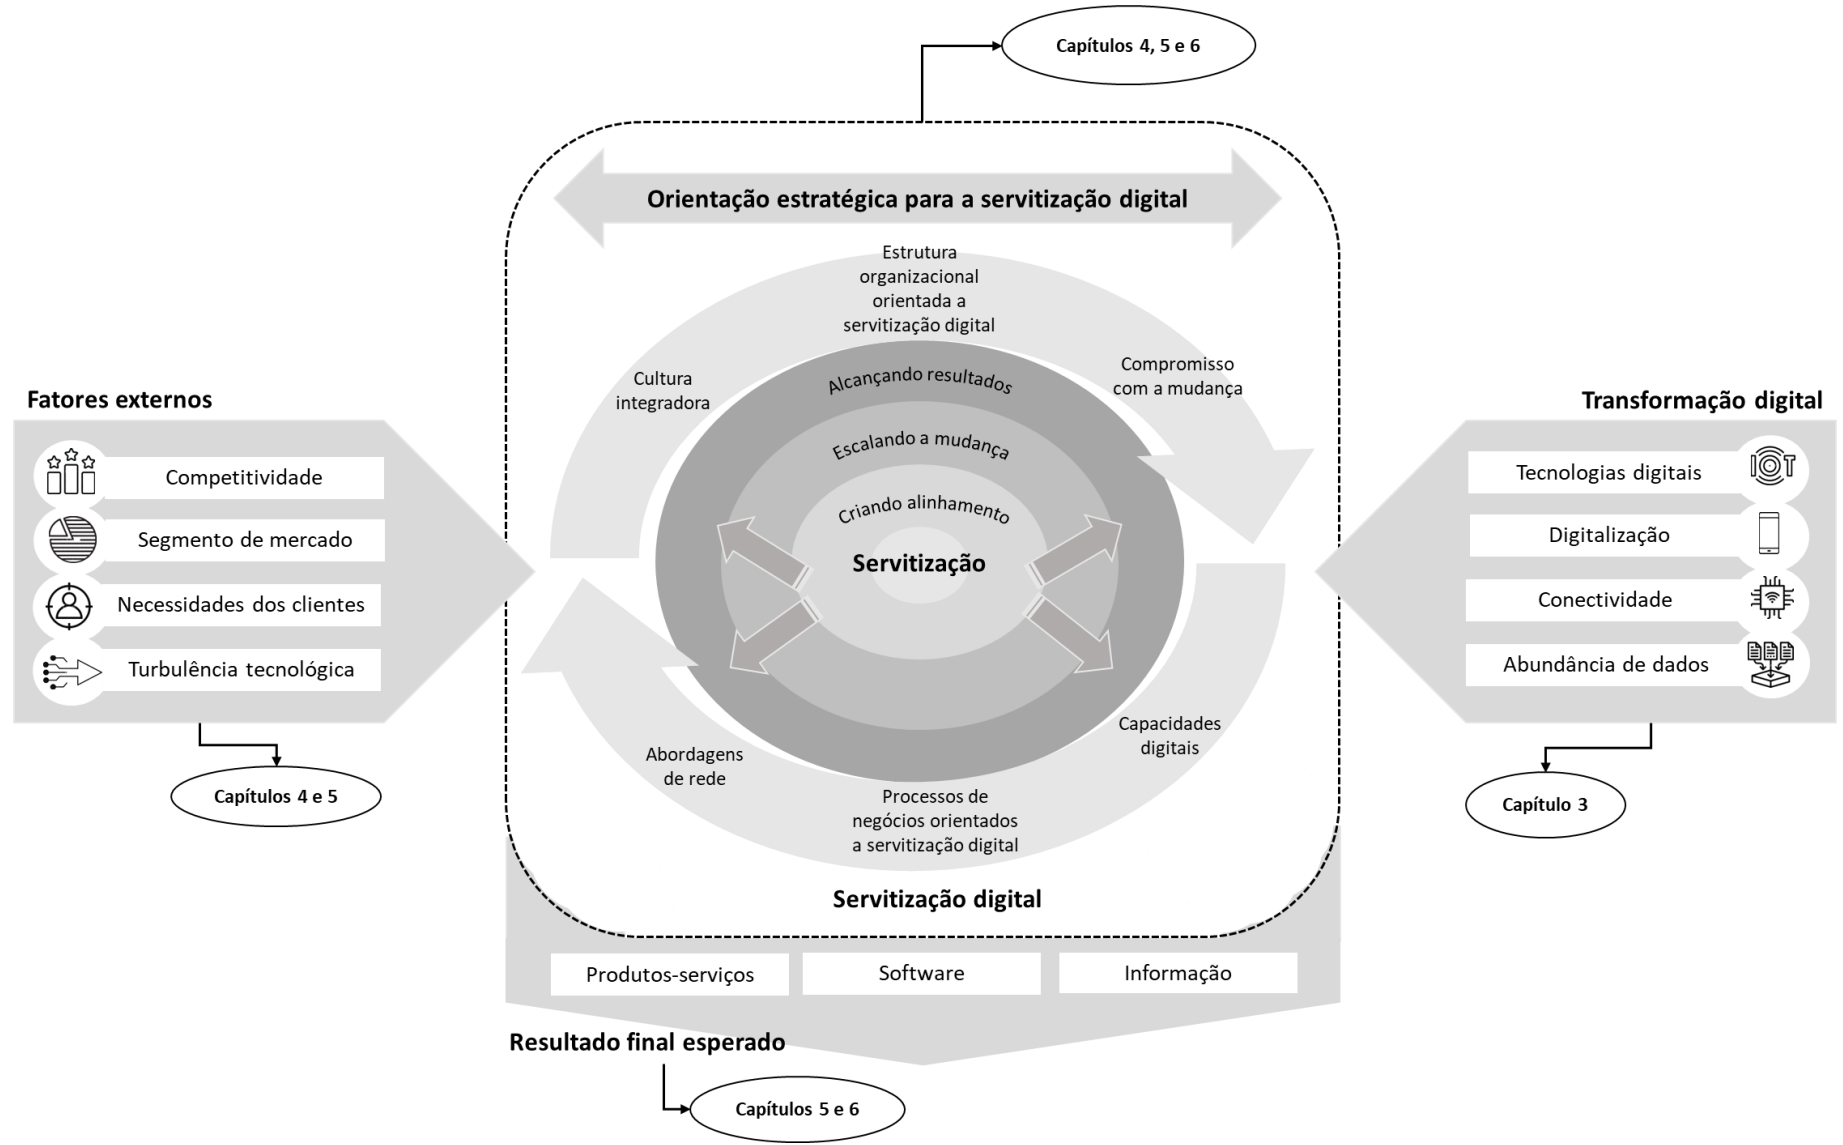 Capítulos 4, 5 e 6
Orientação estratégica para a servitização digital
Estrutura
organizacional
orientada a
servitização digital
Cultura
integradora
Compromisso
com a mudança
Alcançando resultados
Escalando a mudança
Criando alinhamento
Servitização
Capacidades
digitais
Abordagens
de rede
Processos de
negócios orientados
a servitização digital
Servitização digital
Fatores externos
Competitividade
Segmento de mercado
Necessidades dos clientes
Turbulência tecnológica
Capítulos 4 e 5
Transformação digital
Tecnologias digitais
IOT
Digitalização
Conectividade
Abundância de dados
Capítulo 3
Produtos-serviços
Software
Informação
Resultado final esperado
Capítulos 5 e 6